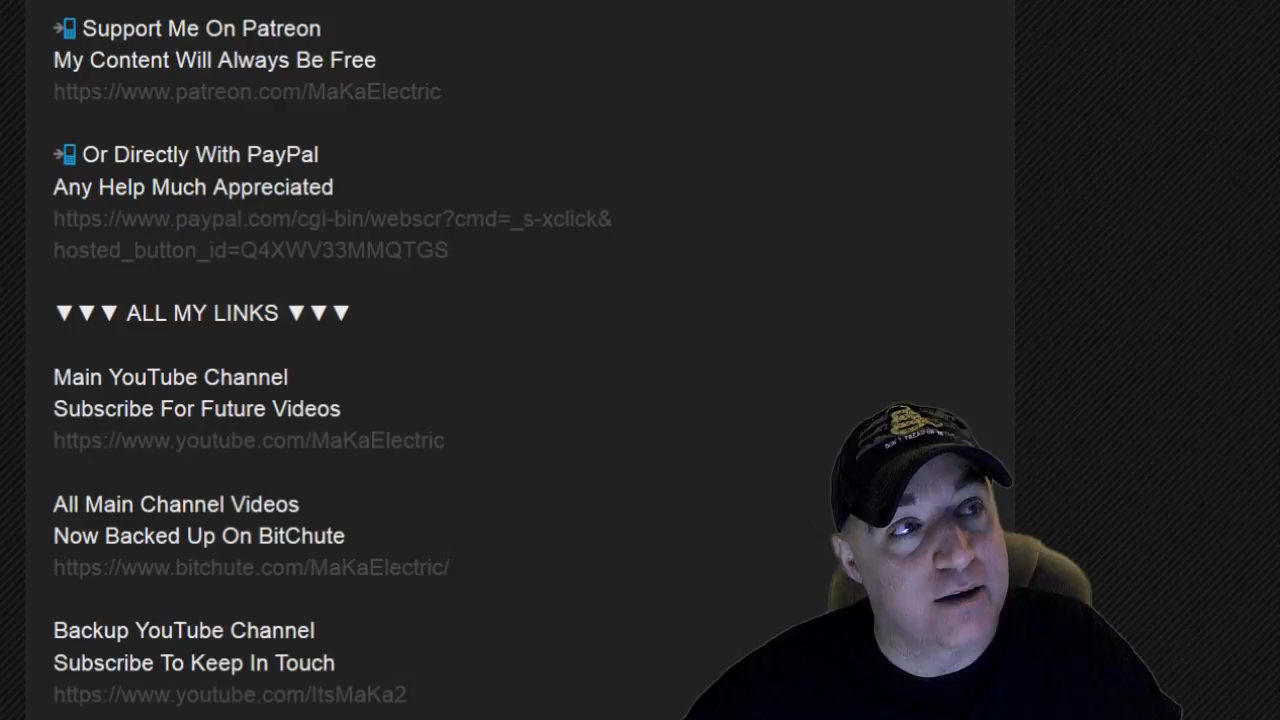 Support Me On Patreon
My Content Will Always Be Free
https://www.patreon.com/MaKaElectric
Or Directly With PayPal
Any Help Much Appreciated
https://www.paypal.com/cgi-bin/webscr?cmd=_s-xclick&
hosted_button_id=Q4XWV33MMQTGS
▼▼▼ ALL MY LINKS ▼▼▼
Main YouTube Channel
Subscribe For Future Videos
https://www.youtube.com/MaKaElectric
All Main Channel Videos
Now Backed Up On BitChute
https://www.bitchute.com/MaKaElectric/
Backup YouTube Channel
Subscribe To Keep In Touch
https://www.youtube.com/ItsMaKa2
DON'T TREAD ON